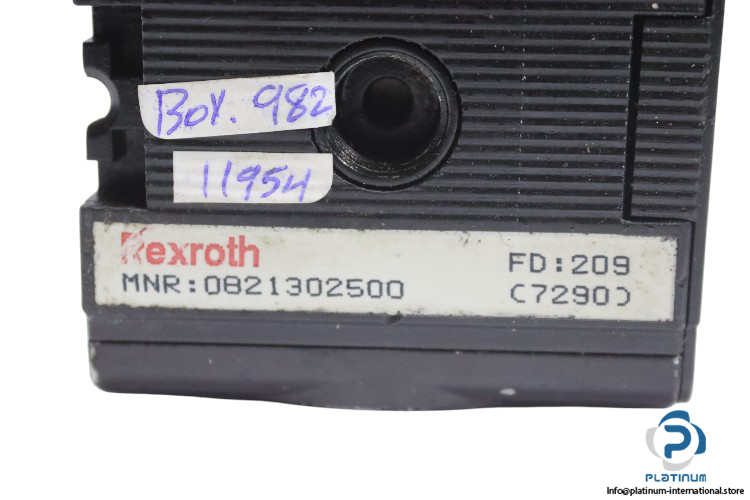 Box. 982
11954
Rexroth
MNR:0821302500
FD:209
(7290)
PLATINUM
Info@platinum-international.store